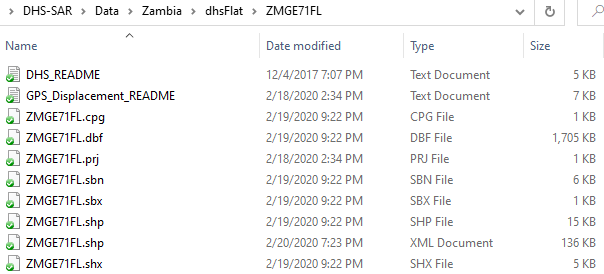 DHS-SAR > Data > Zambia > dhsFlat > ZMGE71FL
Name Date modified Type Size
DHS_README 12/4/2017 7:07 PM Text Document 5 KB
GPS_Displacement_README 2/18/2020 2:34 PM Text Document 7 KB
ZMGE71FL.cpg 2/19/2020 9:22 PM CPG File 1 KB
ZMGE71FL.dbf 2/19/2020 9:22 PM DBF File 1,705 KB
ZMGE71FL.prj 2/18/2020 2:34 PM PRJ File 1 KB
ZMGE71FL.sbn 2/19/2020 9:22 PM SBN File 6 KB
ZMGE71FL.sbx 2/19/2020 9:22 PM SBX File 1 KB
ZMGE71FL.shp 2/19/2020 9:22 PM SHP File 15 KB
ZMGE71FL.shp 2/20/2020 7:23 PM XML Document 136 KB
ZMGE71FL.shx 2/19/2020 9:22 PM SHX File 5 KB